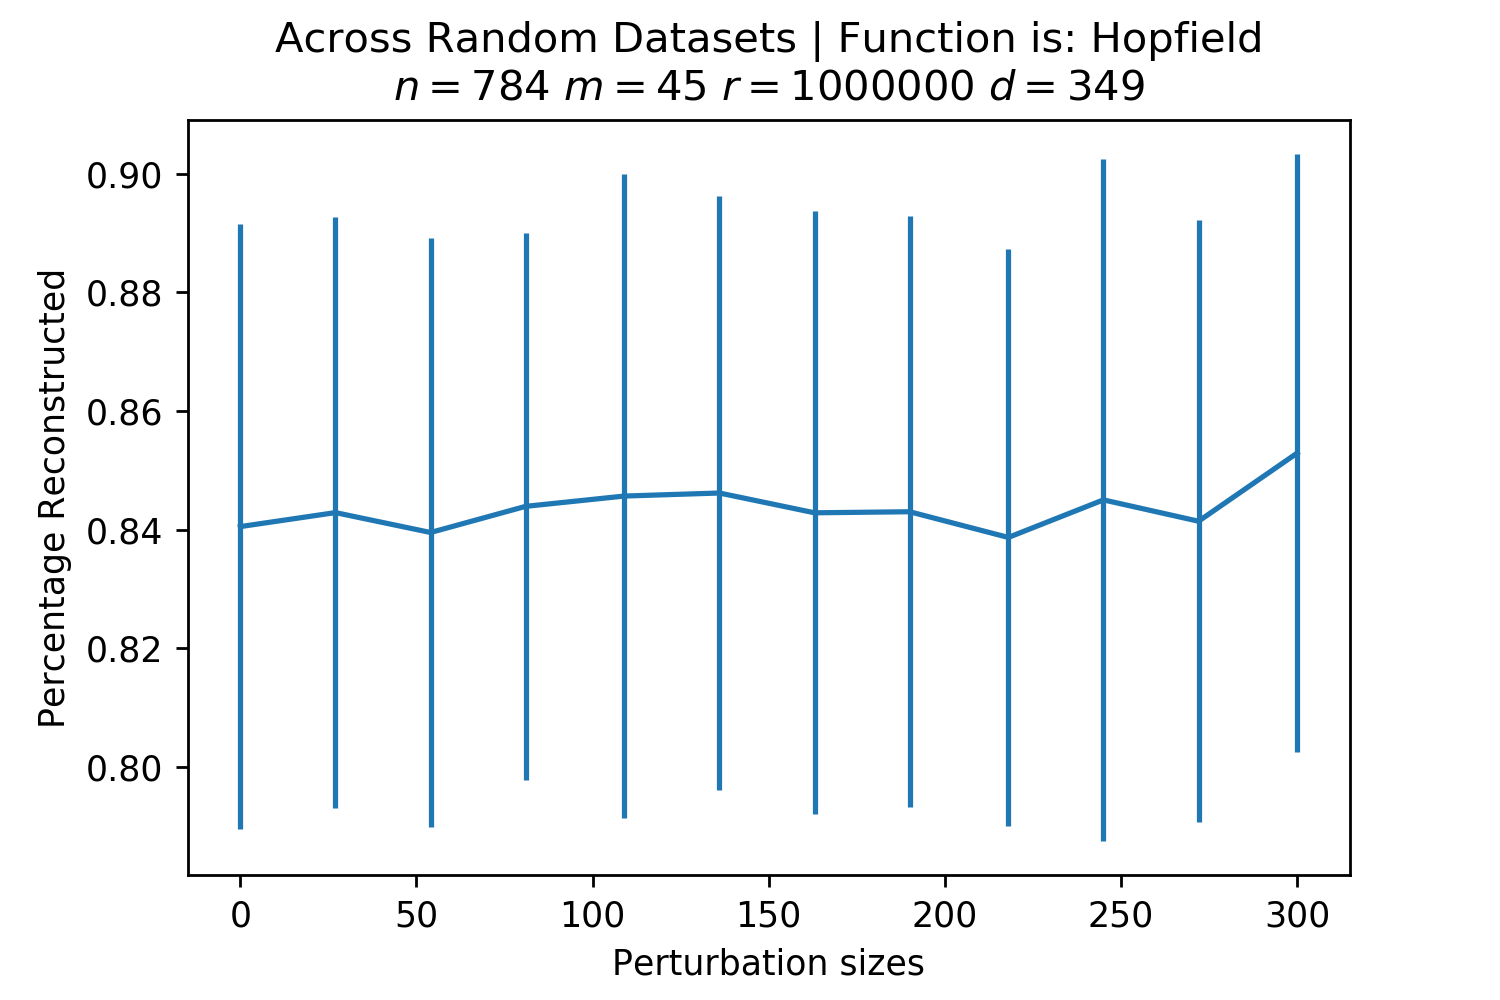 Across Random Datasets | Function is: Hopfield
n = 784 m = 45 r = 1000000 d = 349
Percentage Reconstructed
0.90
0.88
0.86
0.84
0.82
0.80
0 50 100 150 200 250 300
Perturbation sizes